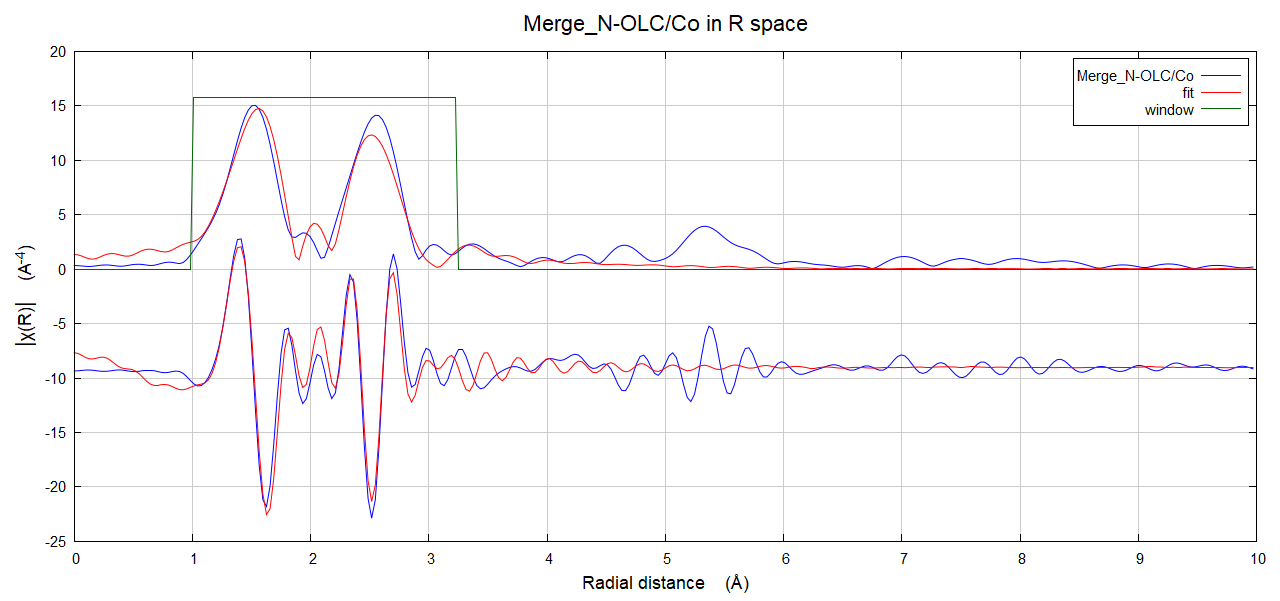 Merge_N-OLC/Co in R space
20
15
10
5
0
-5
-10
-15
-20
-25
|χ(R)| (Å⁻⁴)
Merge_N-OLC/Co
fit
window
0 1 2 3 4 5 6 7 8 9 10
Radial distance (Å)